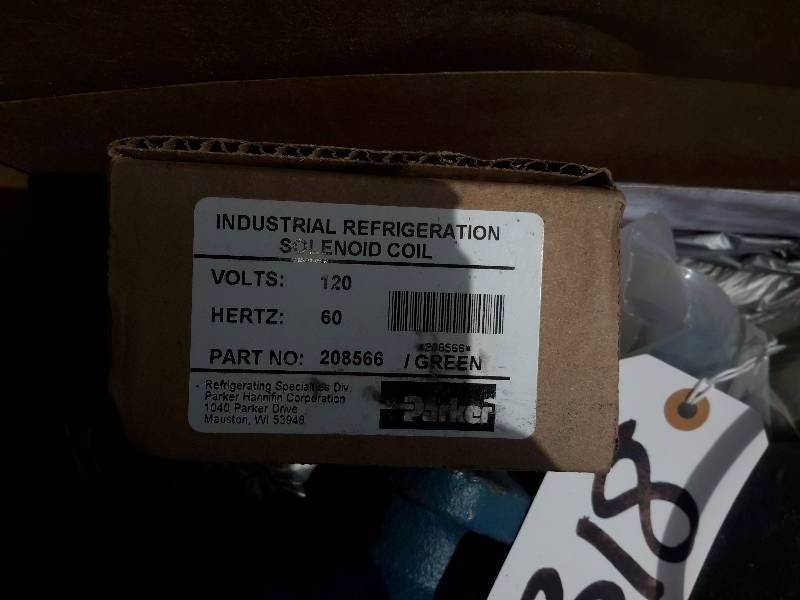 INDUSTRIAL REFRIGERATION
SOLENOID COIL
VOLTS: 120
HERTZ: 60
*208566*
PART NO: 208566 / GREEN
Refrigerating Specialties Div.
Parker Hannifin Corporation
1040 Parker Drive
Mauston, WI 53948
Parker